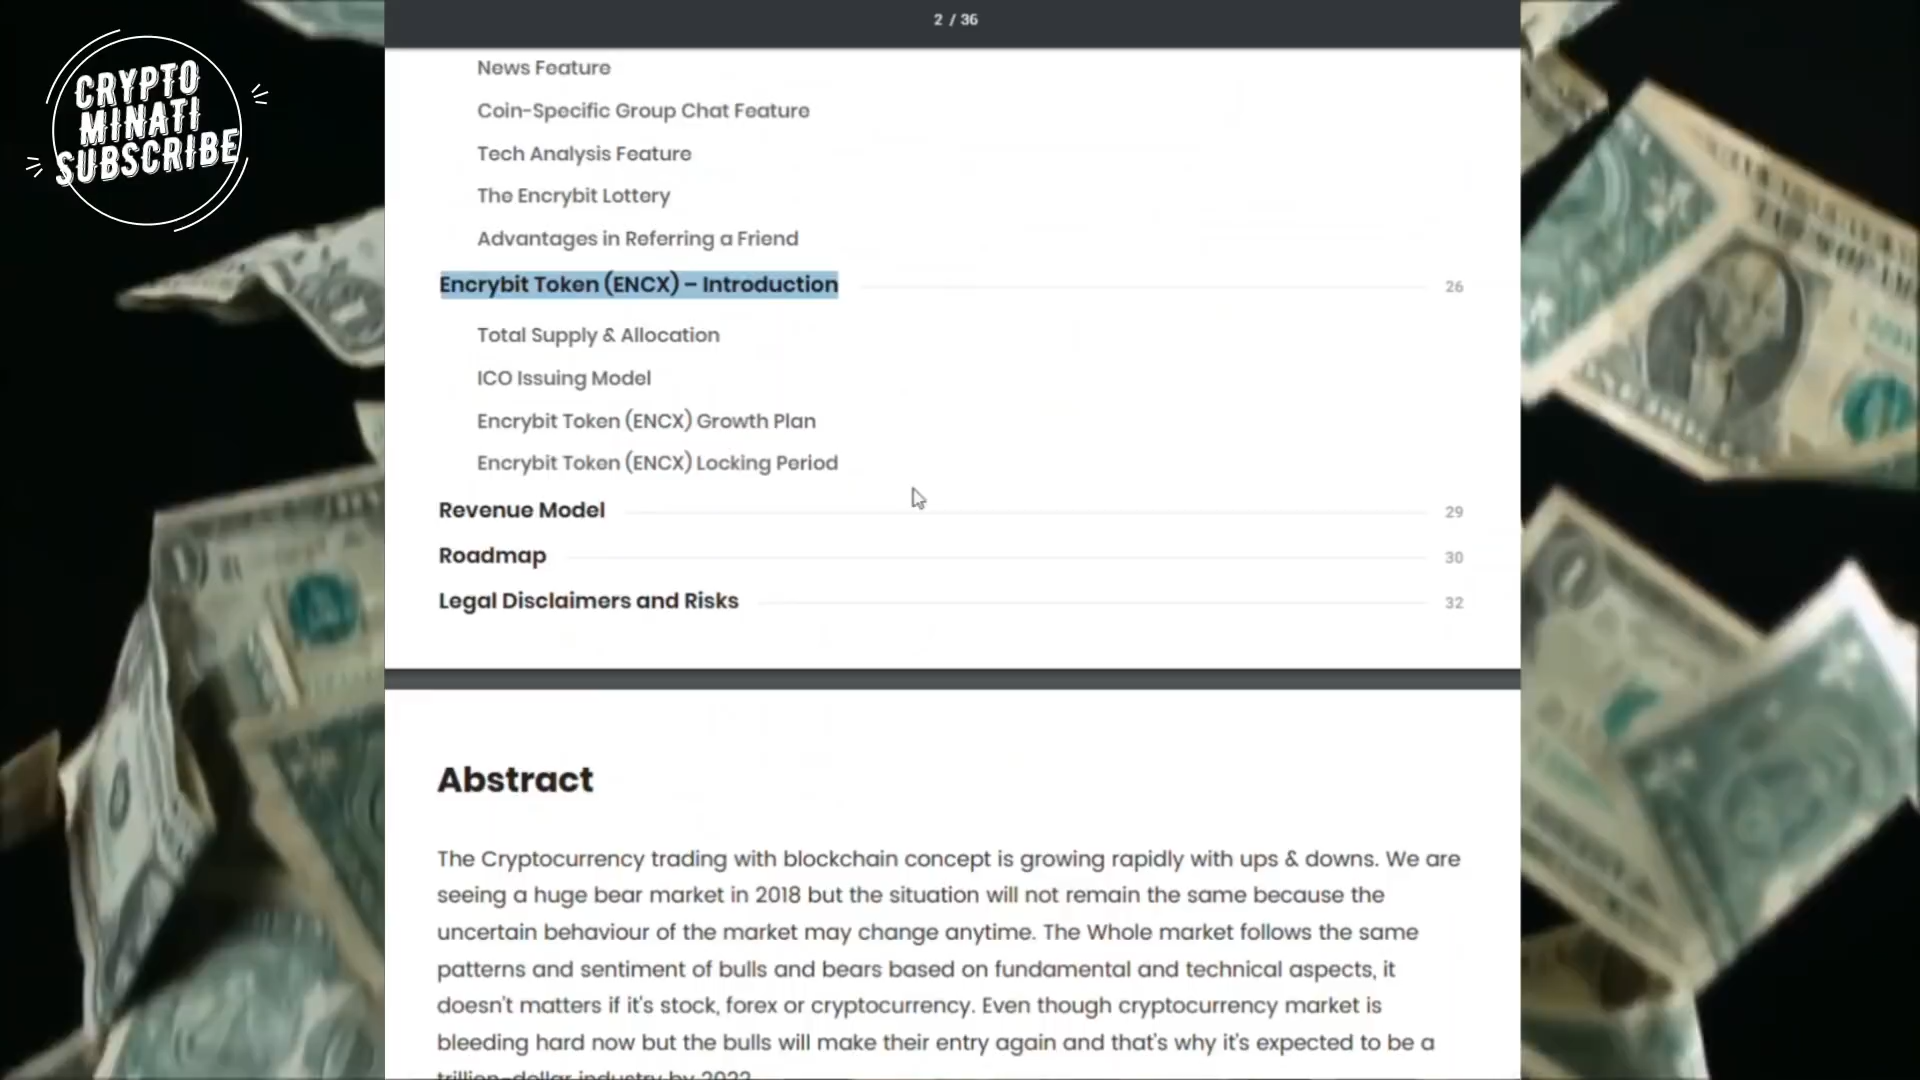 2 / 36
CRYPTO
MINATI
SUBSCRIBE
News Feature
Coin-Specific Group Chat Feature
Tech Analysis Feature
The Encrybit Lottery
Advantages in Referring a Friend
Encrybit Token (ENCX) – Introduction 26
Total Supply & Allocation
ICO Issuing Model
Encrybit Token (ENCX) Growth Plan
Encrybit Token (ENCX) Locking Period
Revenue Model 29
Roadmap 30
Legal Disclaimers and Risks 32
Abstract
The Cryptocurrency trading with blockchain concept is growing rapidly with ups & downs. We are
seeing a huge bear market in 2018 but the situation will not remain the same because the
uncertain behaviour of the market may change anytime. The Whole market follows the same
patterns and sentiment of bulls and bears based on fundamental and technical aspects, it
doesn't matters if it's stock, forex or cryptocurrency. Even though cryptocurrency market is
bleeding hard now but the bulls will make their entry again and that's why it's expected to be a
trillion-dollar industry by 2022